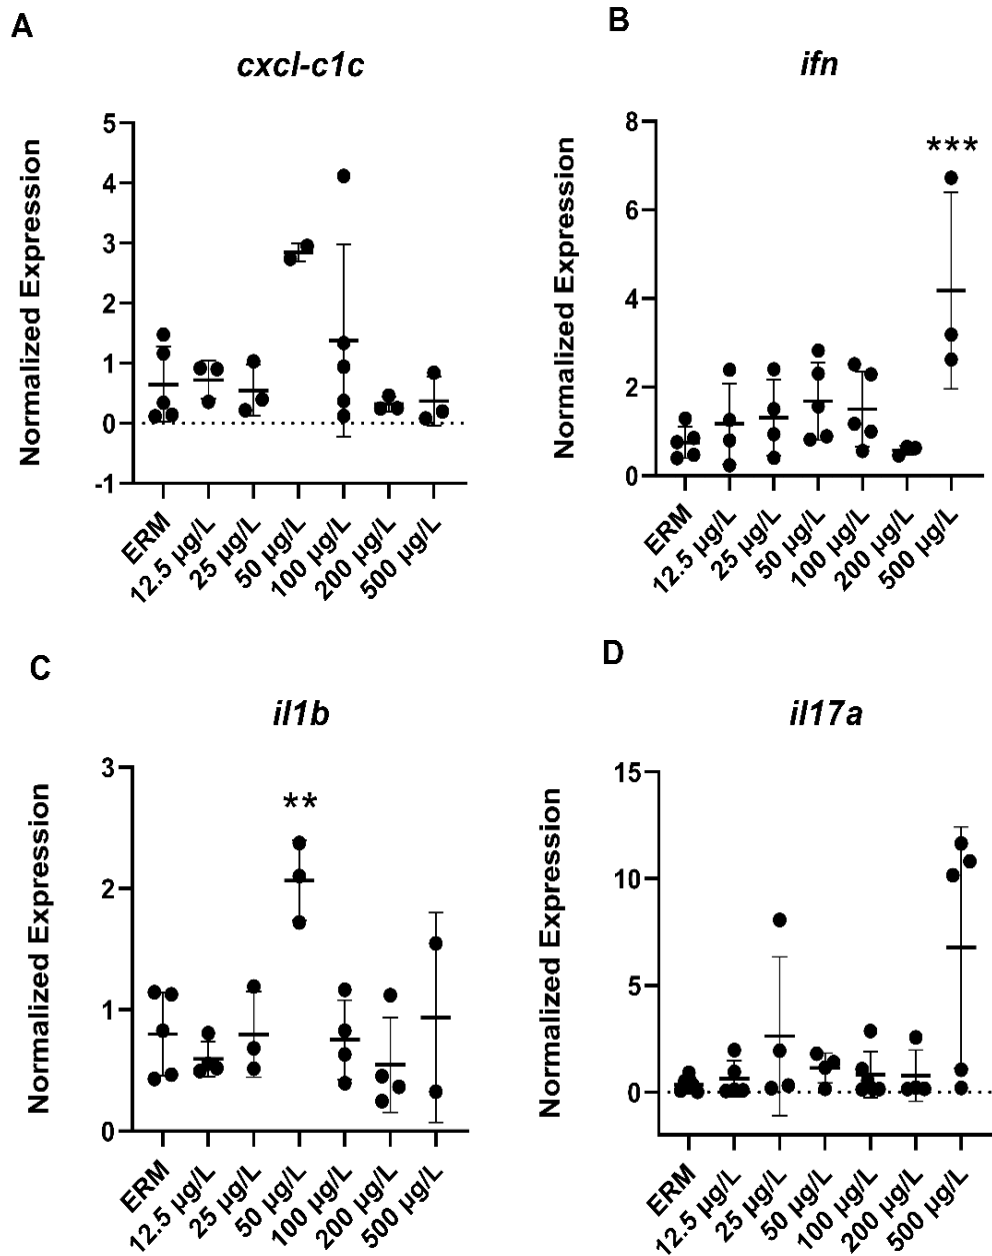 A
cxcl-c1c
Normalized Expression
5
4
3
2
1
0
-1
ERM
12.5 µg/L
25 µg/L
50 µg/L
100 µg/L
200 µg/L
500 µg/L
B
ifn
Normalized Expression
8
6
4
2
0
***
ERM
12.5 µg/L
25 µg/L
50 µg/L
100 µg/L
200 µg/L
500 µg/L
C
il1b
Normalized Expression
3
2
1
0
**
ERM
12.5 µg/L
25 µg/L
50 µg/L
100 µg/L
200 µg/L
500 µg/L
D
il17a
Normalized Expression
15
10
5
0
ERM
12.5 µg/L
25 µg/L
50 µg/L
100 µg/L
200 µg/L
500 µg/L